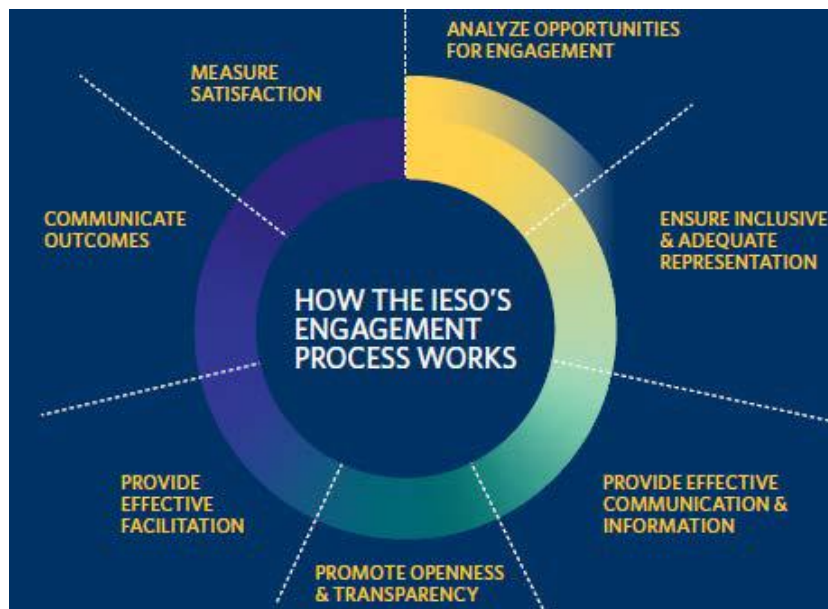 ANALYZE OPPORTUNITIES
FOR ENGAGEMENT
MEASURE
SATISFACTION
COMMUNICATE
OUTCOMES
ENSURE INCLUSIVE
& ADEQUATE
REPRESENTATION
HOW THE IESO'S
ENGAGEMENT
PROCESS WORKS
PROVIDE
EFFECTIVE
FACILITATION
PROVIDE EFFECTIVE
COMMUNICATION &
INFORMATION
PROMOTE OPENNESS
& TRANSPARENCY